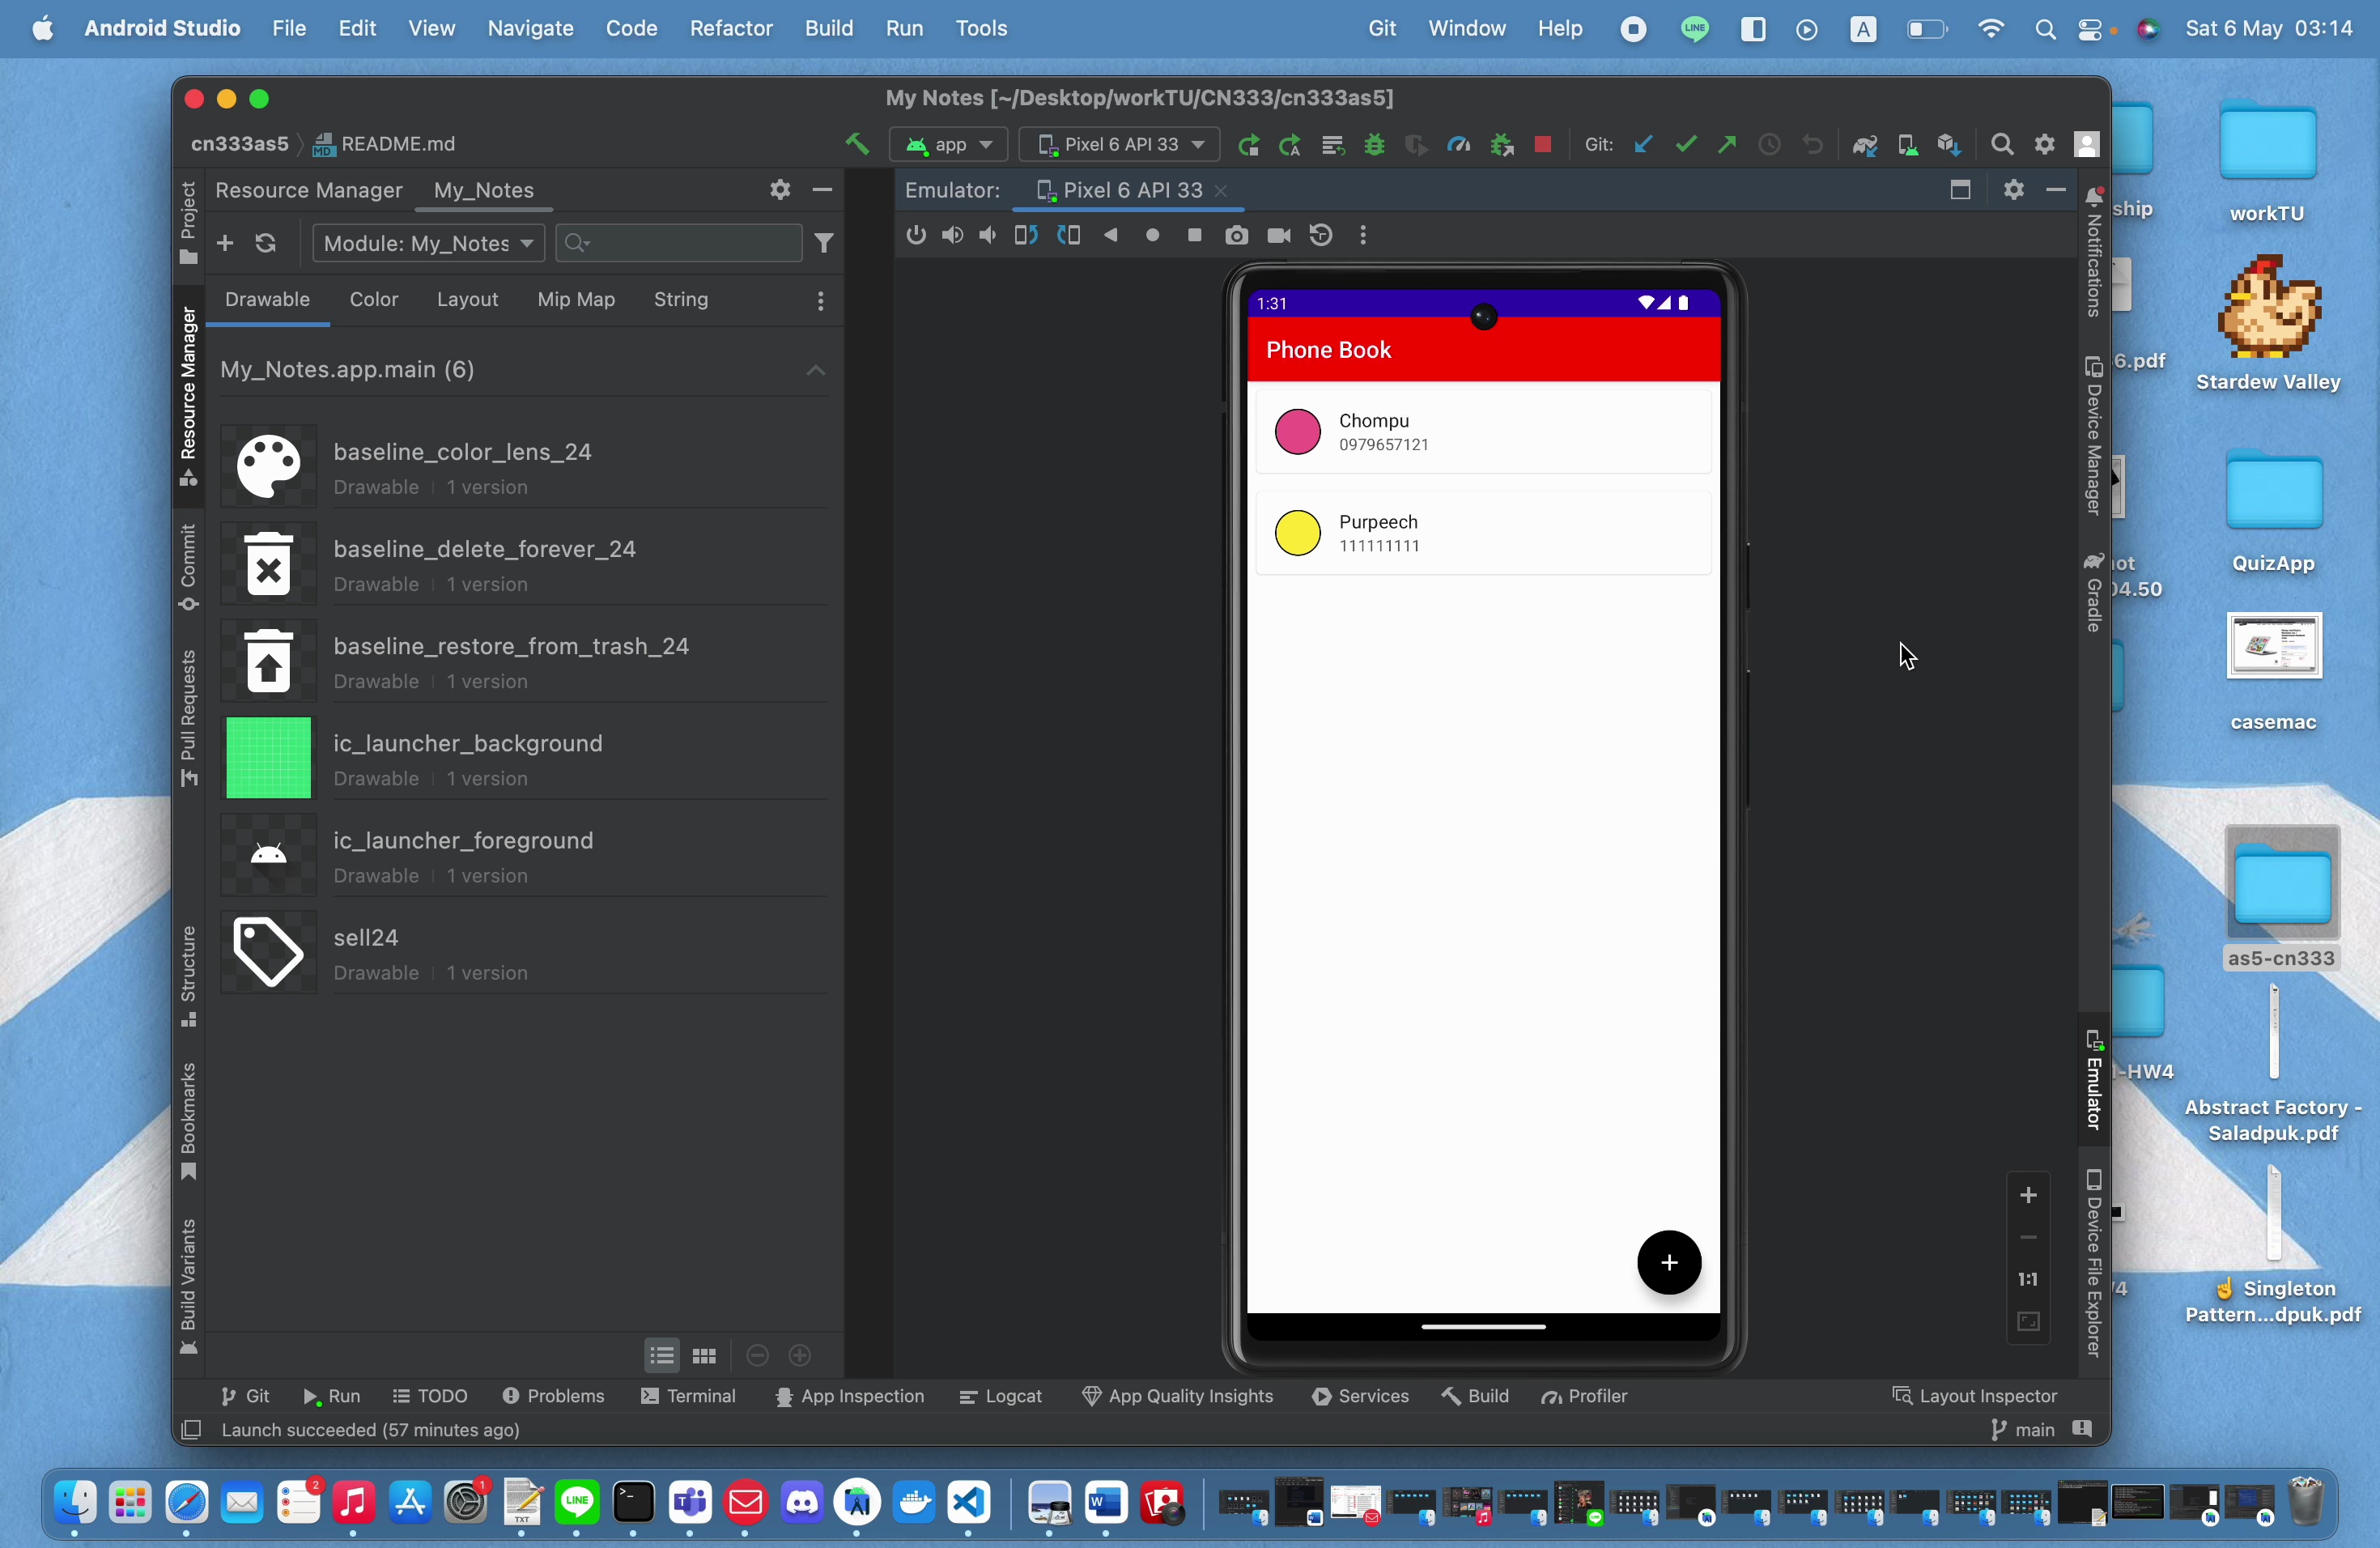 Android Studio File Edit View Navigate Code Refactor Build Run Tools Git Window Help LINE A Sat 6 May 03:14
My Notes [~/Desktop/workTU/CN333/cn333as5]
cn333as5 README.md app Pixel 6 API 33 Git:
Resource Manager My_Notes
Emulator: Pixel 6 API 33
Module: My_Notes
Drawable Color Layout Mip Map String
My_Notes.app.main (6)
baseline_color_lens_24
Drawable | 1 version
baseline_delete_forever_24
Drawable | 1 version
baseline_restore_from_trash_24
Drawable | 1 version
ic_launcher_background
Drawable | 1 version
ic_launcher_foreground
Drawable | 1 version
sell24
Drawable | 1 version
Project
Resource Manager
Commit
Pull Requests
Structure
Bookmarks
Build Variants
1:31
Phone Book
Chompu
0979657121
Purpeech
111111111
+
1:1
Notifications
Device Manager
Gradle
Emulator
Device File Explorer
Git Run TODO Problems Terminal App Inspection Logcat App Quality Insights Services Build Profiler Layout Inspector
Launch succeeded (57 minutes ago)
main
ship
workTU
6.pdf
Stardew Valley
QuizApp
04.50
casemac
as5-cn333
-HW4
Abstract Factory -
Saladpuk.pdf
☝ Singleton
Pattern...dpuk.pdf
2
1
TXT
LINE